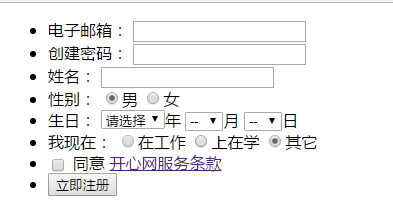 电子邮箱：
创建密码：
姓名：
性别： 男 女
生日： 请选择 年 -- 月 -- 日
我现在： 在工作 上在学 其它
同意 开心网服务条款
立即注册